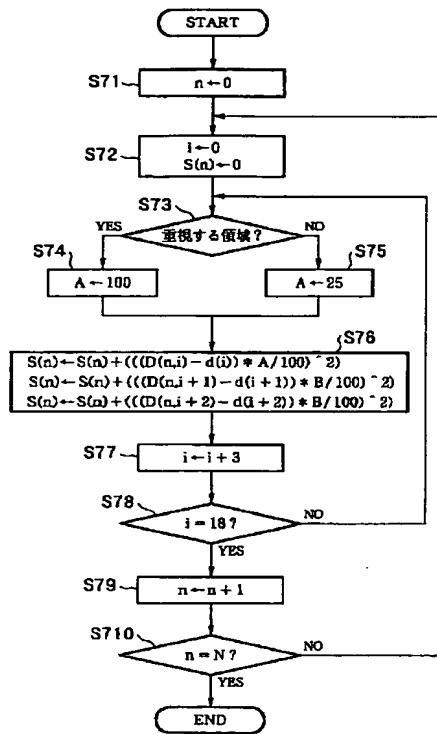 START
S71
n←0
S72
i←0
S(n)←0
S73
YES
重視する領域?
NO
S74
A←100
S75
A←25
S76
S(n)←S(n)+(((D(n,i)-d(i))*A/100)^2)
S(n)←S(n)+(((D(n,i+1)-d(i+1))*B/100)^2)
S(n)←S(n)+(((D(n,i+2)-d(i+2))*B/100)^2)
S77
i←i+3
S78
i=18?
NO
YES
S79
n←n+1
S710
n=N?
NO
YES
END